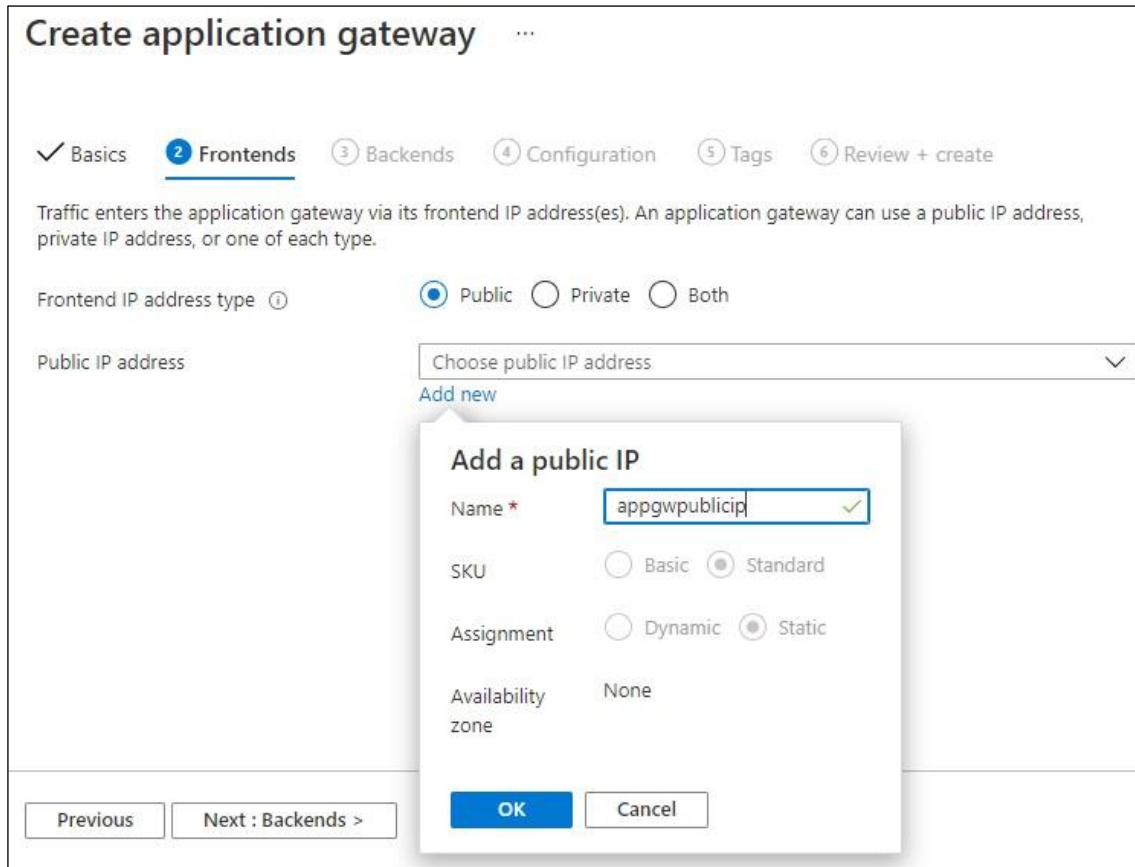 Create application gateway ...
Basics 2 Frontends 3 Backends 4 Configuration 5 Tags 6 Review + create
Traffic enters the application gateway via its frontend IP address(es). An application gateway can use a public IP address,
private IP address, or one of each type.
Frontend IP address type Public Private Both
Public IP address Choose public IP address
Add new
Add a public IP
Name * appgwpublicip
SKU Basic Standard
Assignment Dynamic Static
Availability None
zone
OK Cancel
Previous Next : Backends >